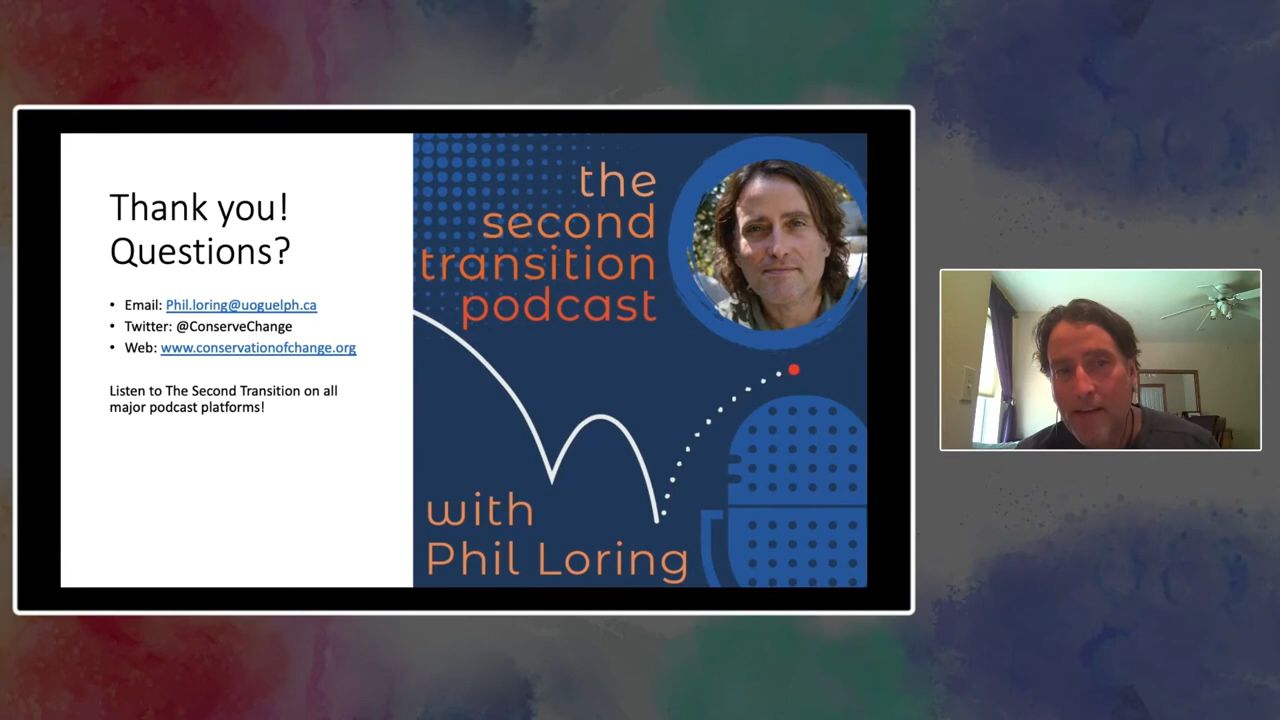 Thank you!
Questions?
• Email: Phil.loring@uoguelph.ca
• Twitter: @ConserveChange
• Web: www.conservationofchange.org
Listen to The Second Transition on all
major podcast platforms!
the
second
transition
podcast
with
Phil Loring